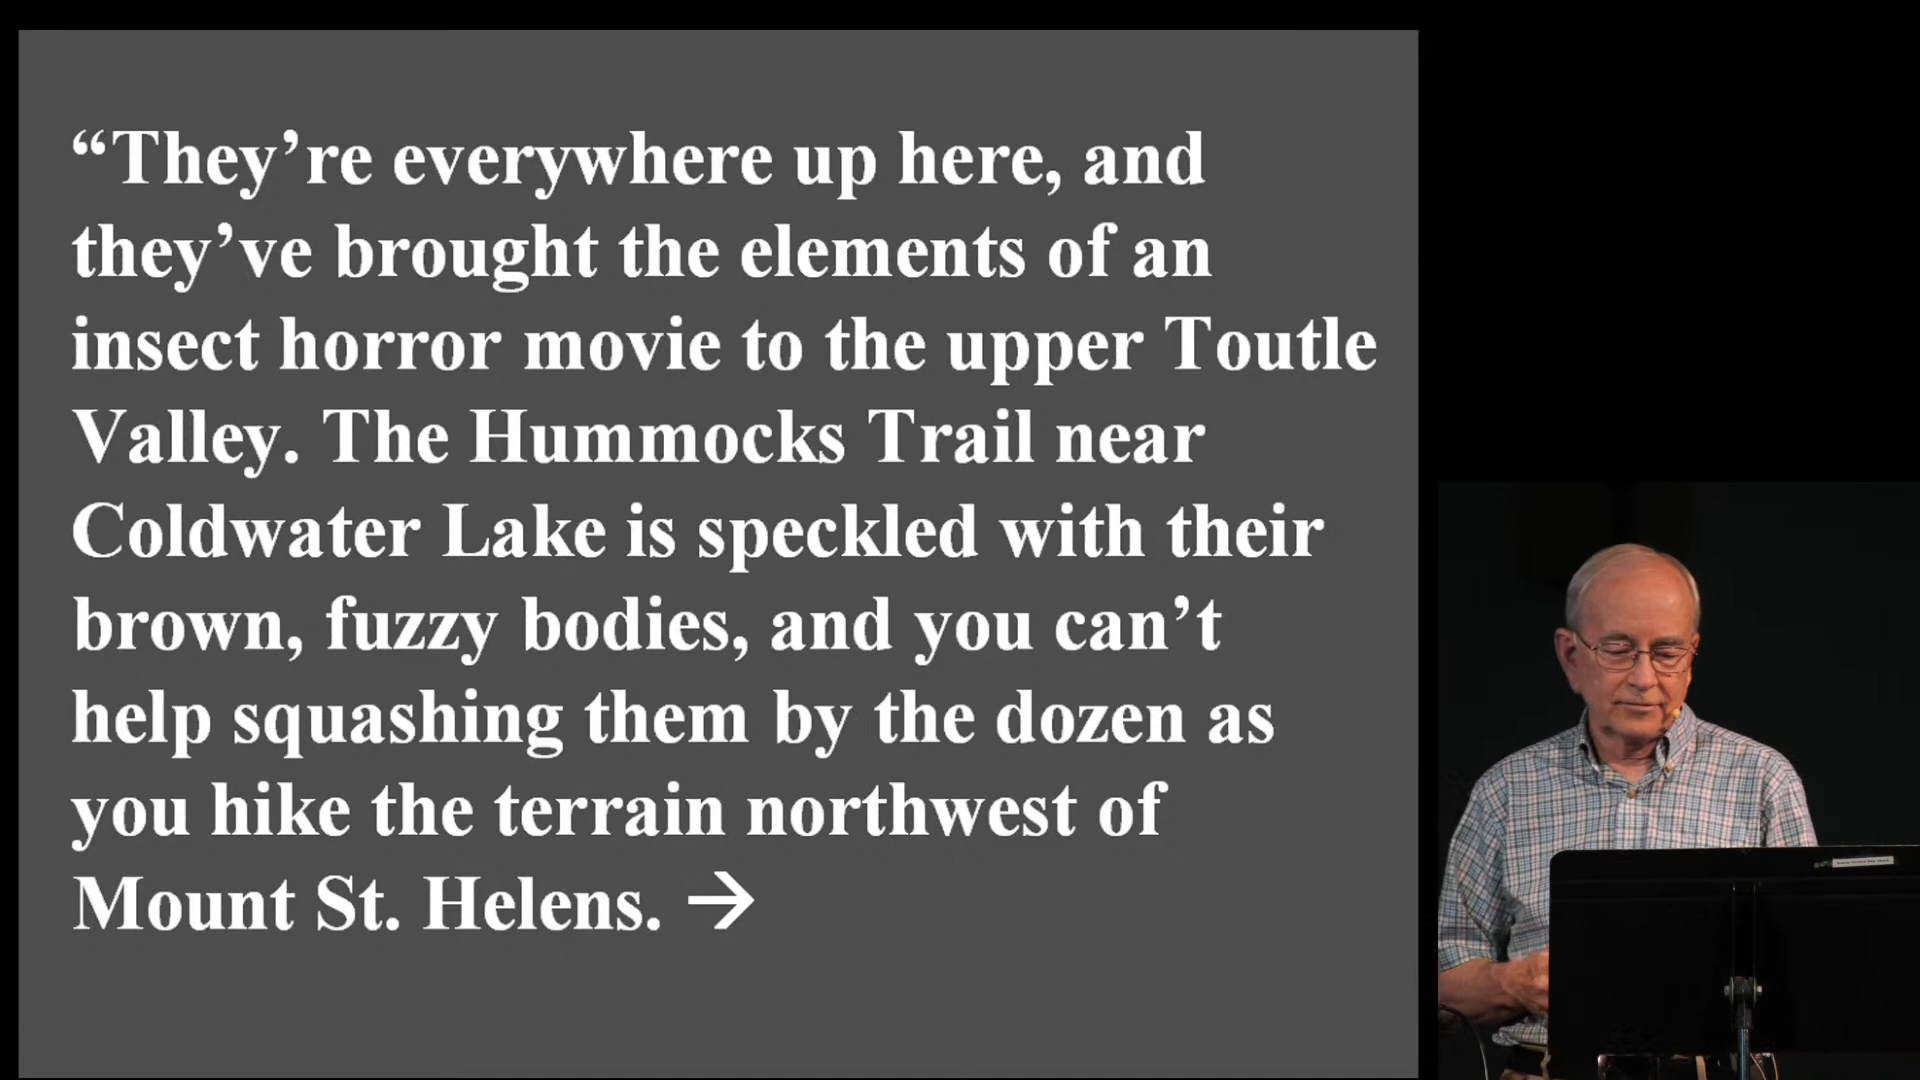 “They’re everywhere up here, and
they’ve brought the elements of an
insect horror movie to the upper Toutle
Valley. The Hummocks Trail near
Coldwater Lake is speckled with their
brown, fuzzy bodies, and you can’t
help squashing them by the dozen as
you hike the terrain northwest of
Mount St. Helens. →